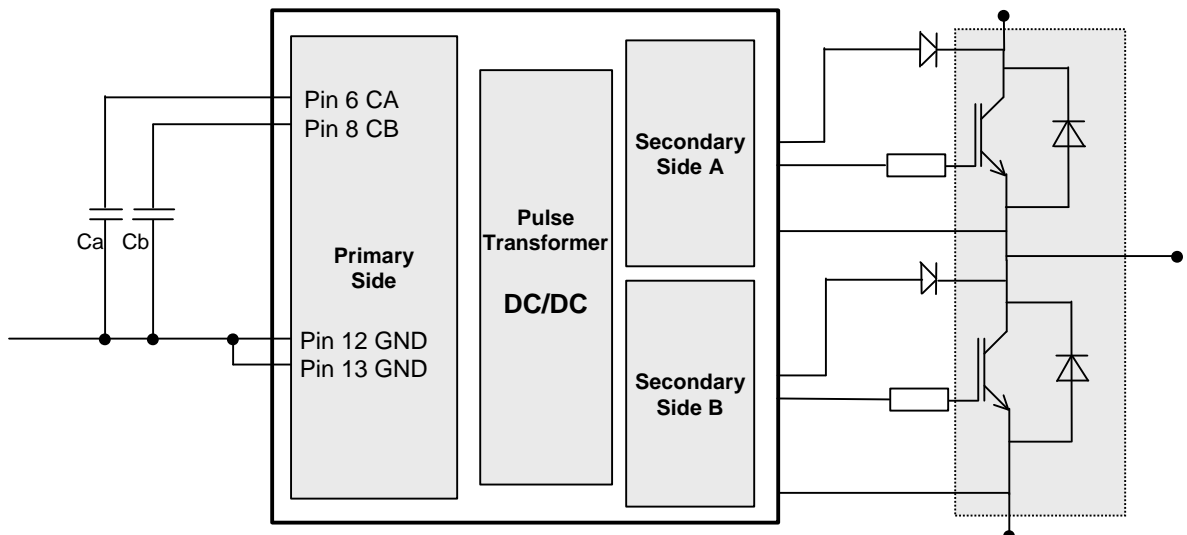 Pin 6 CA
Pin 8 CB
Ca
Cb
Primary
Side
Pin 12 GND
Pin 13 GND
Pulse
Transformer
DC/DC
Secondary
Side A
Secondary
Side B